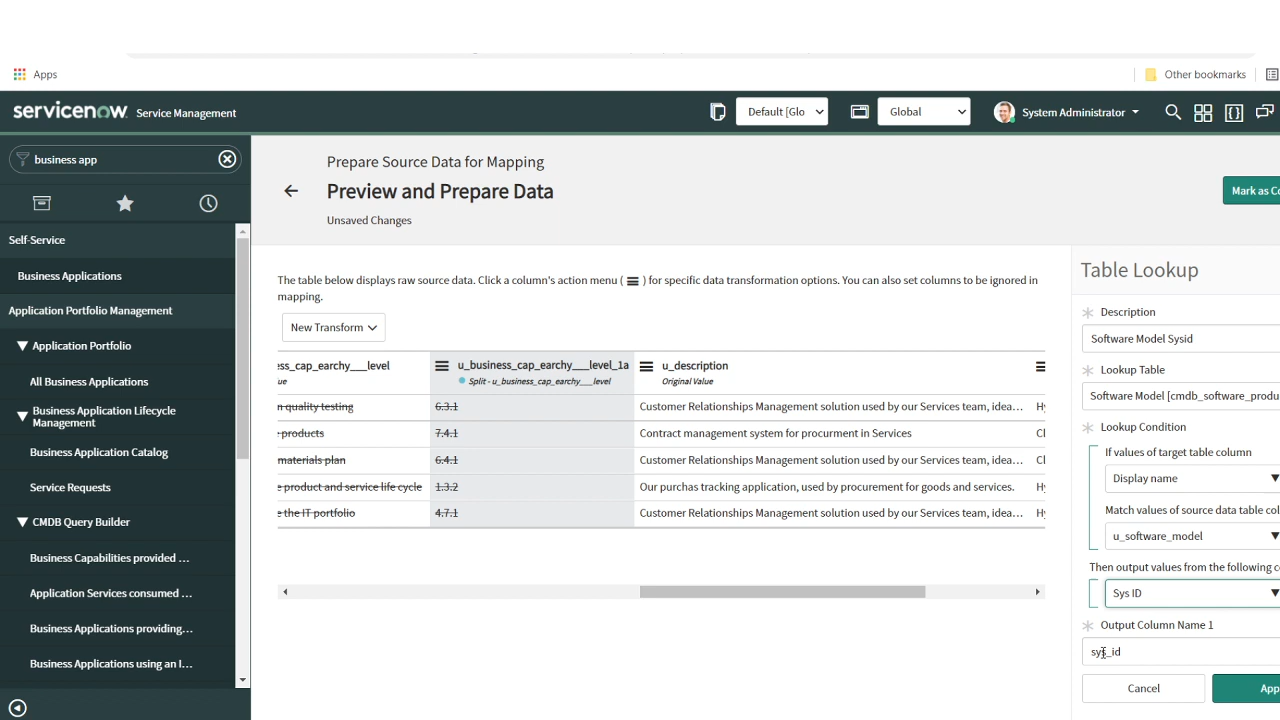 Apps
Other bookmarks
servicenow Service Management
Default [Glo
Global
System Administrator
business app
Self-Service
Business Applications
Application Portfolio Management
Application Portfolio
All Business Applications
Business Application Lifecycle
Management
Business Application Catalog
Service Requests
CMDB Query Builder
Business Capabilities provided ...
Application Services consumed ...
Business Applications providing...
Business Applications using an I...
Prepare Source Data for Mapping
Preview and Prepare Data
Unsaved Changes
Mark as Co
The table below displays raw source data. Click a column's action menu ( ) for specific data transformation options. You can also set columns to be ignored in
mapping.
New Transform
ss_cap_earchy___level u_business_cap_earchy___level_1a u_description
ue Split - u_business_cap_earchy___level Original Value
n quality testing 6.3.1 Customer Relationships Management solution used by our Services team, idea... Hy
products 7.4.1 Contract management system for procurment in Services Cl
materials plan 6.4.1 Customer Relationships Management solution used by our Services team, idea... Cl
e product and service life cycle 1.3.2 Our purchas tracking application, used by procurement for goods and services. Hy
e the IT portfolio 4.7.1 Customer Relationships Management solution used by our Services team, idea... Hy
Table Lookup
Description
Software Model Sysid
Lookup Table
Software Model [cmdb_software_produ
Lookup Condition
If values of target table column
Display name
Match values of source data table col
u_software_model
Then output values from the following c
Sys ID
Output Column Name 1
sys_id
Cancel
App